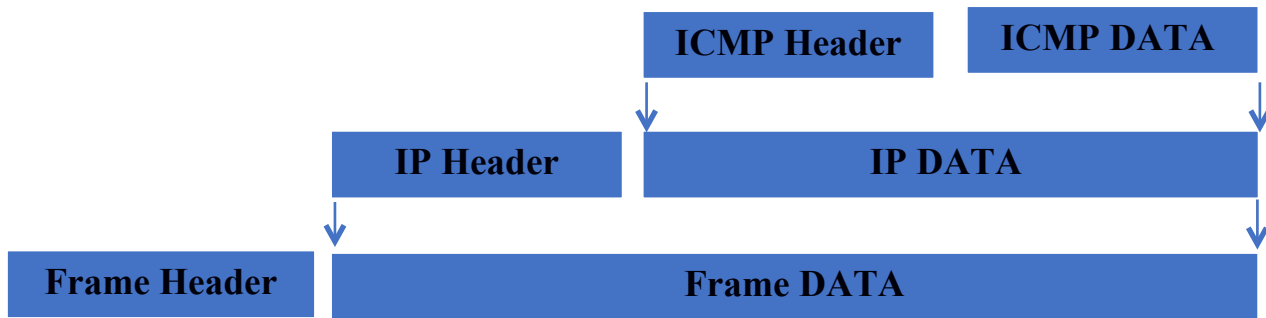 ICMP Header
ICMP DATA
IP Header
IP DATA
Frame Header
Frame DATA